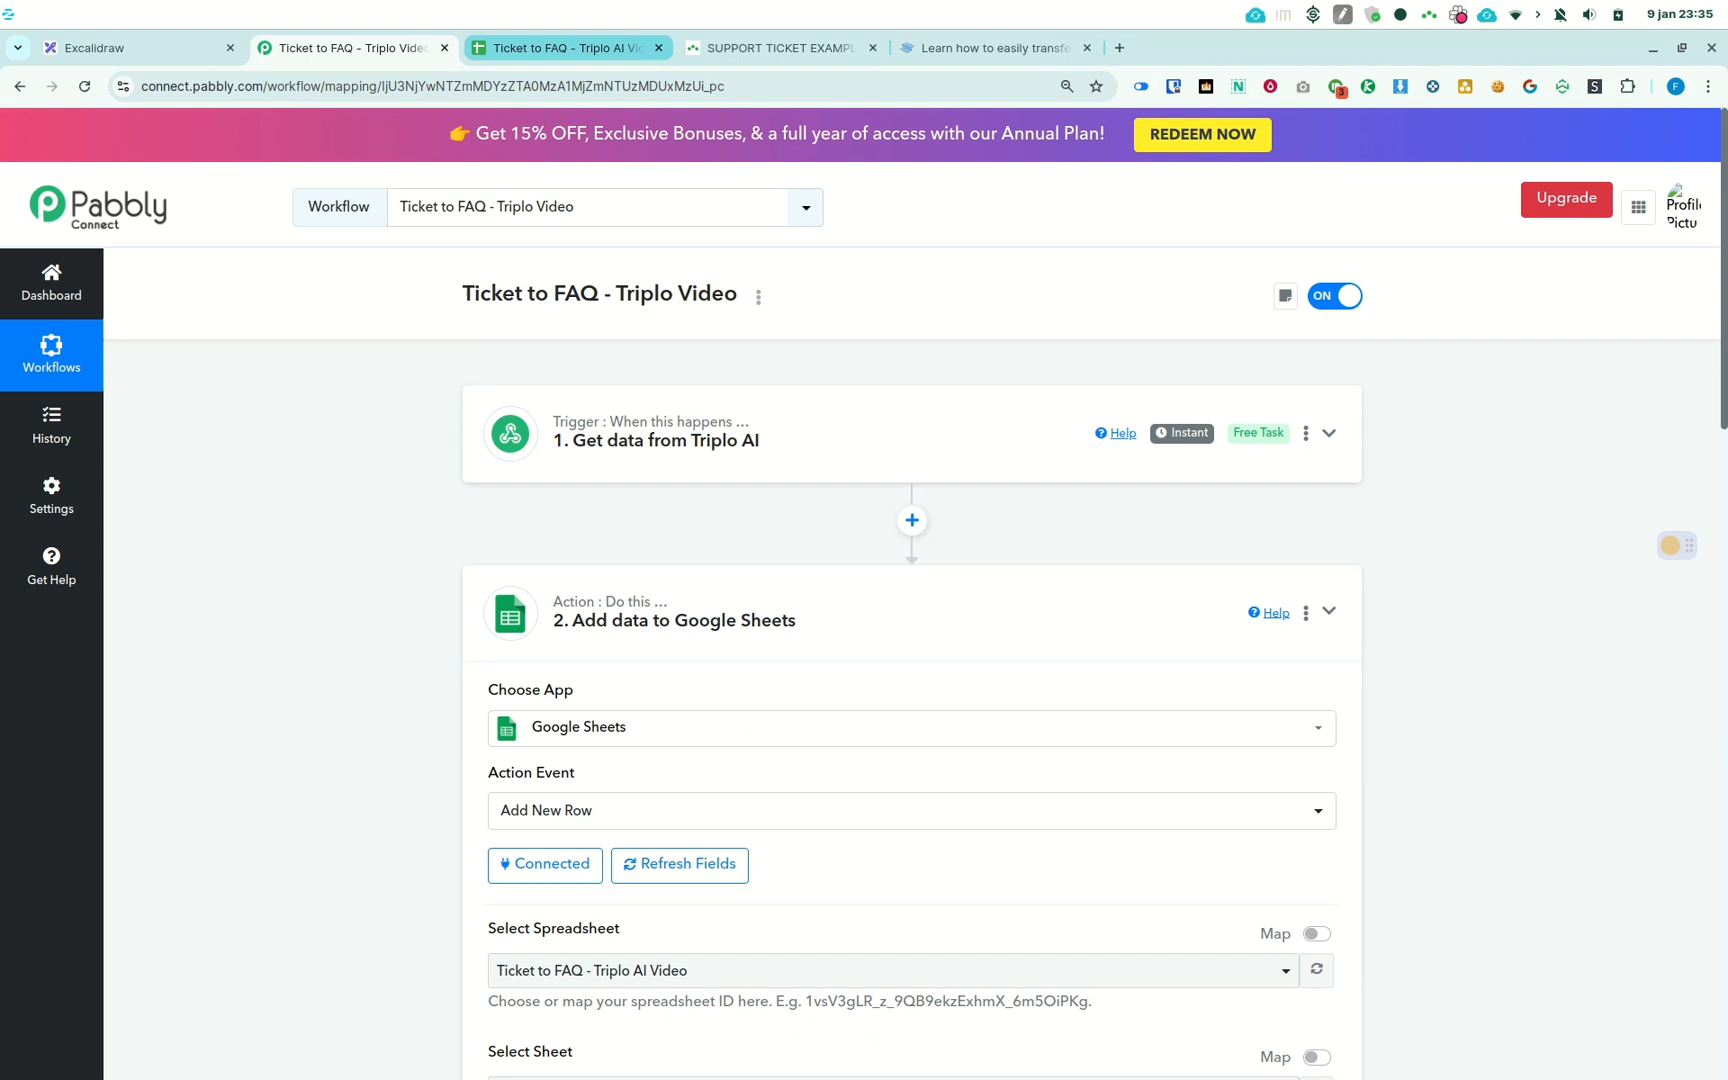 9 jan 23:35
Excalidraw
Ticket to FAQ - Triplo Video
Ticket to FAQ - Triplo AI Vi
SUPPORT TICKET EXAMPL
Learn how to easily transfe
connect.pabbly.com/workflow/mapping/IjU3NjYwNTZmMDYzZTA0MzA1MjZmNTUzMDUxMzUi_pc
3
F
👉 Get 15% OFF, Exclusive Bonuses, & a full year of access with our Annual Plan!
REDEEM NOW
Pabbly
Connect
Workflow
Ticket to FAQ - Triplo Video
Upgrade
Profile
Pictu
Dashboard
Workflows
History
Settings
Get Help
Ticket to FAQ - Triplo Video
ON
Trigger : When this happens ...
1. Get data from Triplo AI
Help
Instant
Free Task
Action : Do this ...
2. Add data to Google Sheets
Help
Choose App
Google Sheets
Action Event
Add New Row
Connected
Refresh Fields
Select Spreadsheet
Map
Ticket to FAQ - Triplo AI Video
Choose or map your spreadsheet ID here. E.g. 1vsV3gLR_z_9QB9ekzExhmX_6m5OiPKg.
Select Sheet
Map